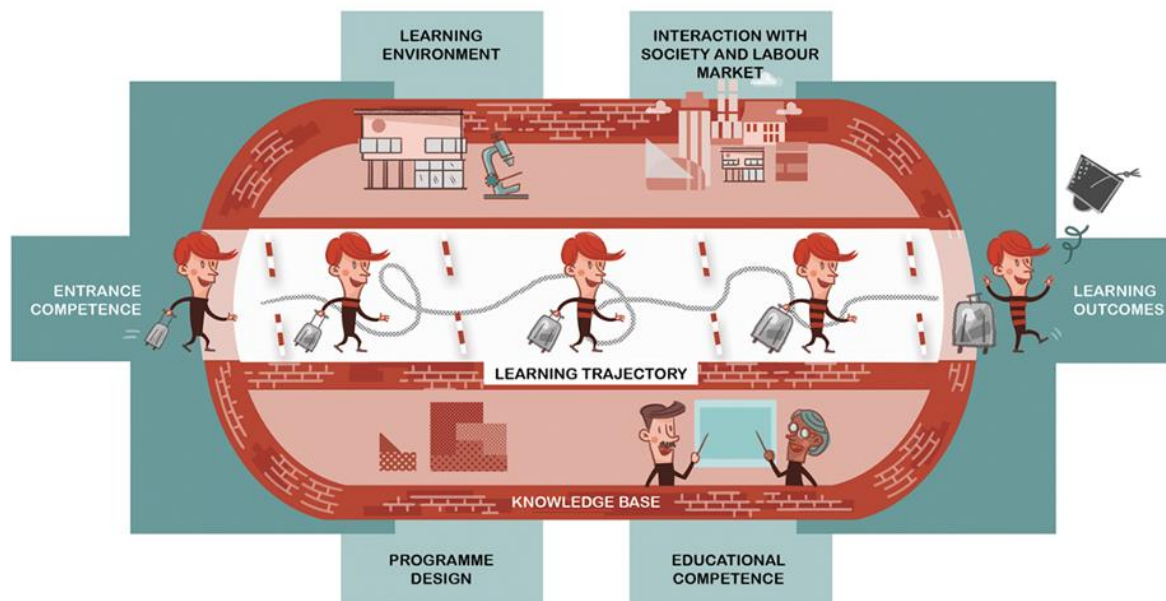 LEARNING
ENVIRONMENT
INTERACTION WITH
SOCIETY AND LABOUR
MARKET
ENTRANCE
COMPETENCE
LEARNING
OUTCOMES
LEARNING TRAJECTORY
KNOWLEDGE BASE
PROGRAMME
DESIGN
EDUCATIONAL
COMPETENCE